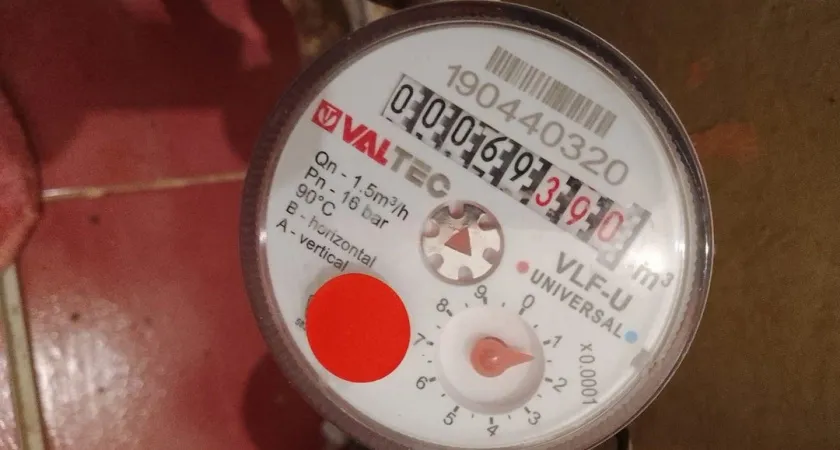 190440320
00069390
m³
VALTEC
Qn - 1.5m³/h
Pn - 16 bar
90°C
B - horizontal
A - vertical
VLF-U
UNIVERSAL
x0.0001
0
1
2
3
4
5
6
7
8
9